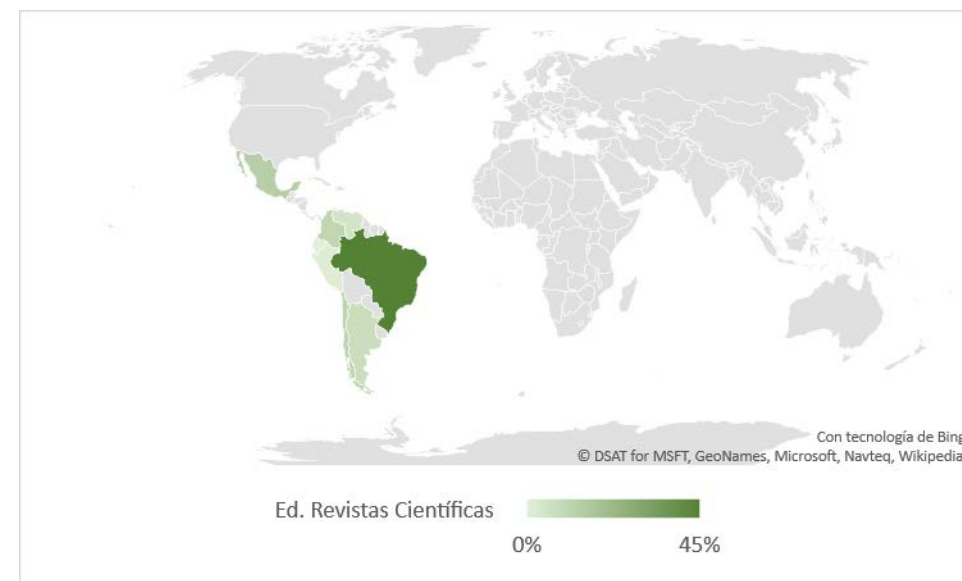 Con tecnología de Bing
© DSAT for MSFT, GeoNames, Microsoft, Navteq, Wikipedia
Ed. Revistas Científicas
0% 45%